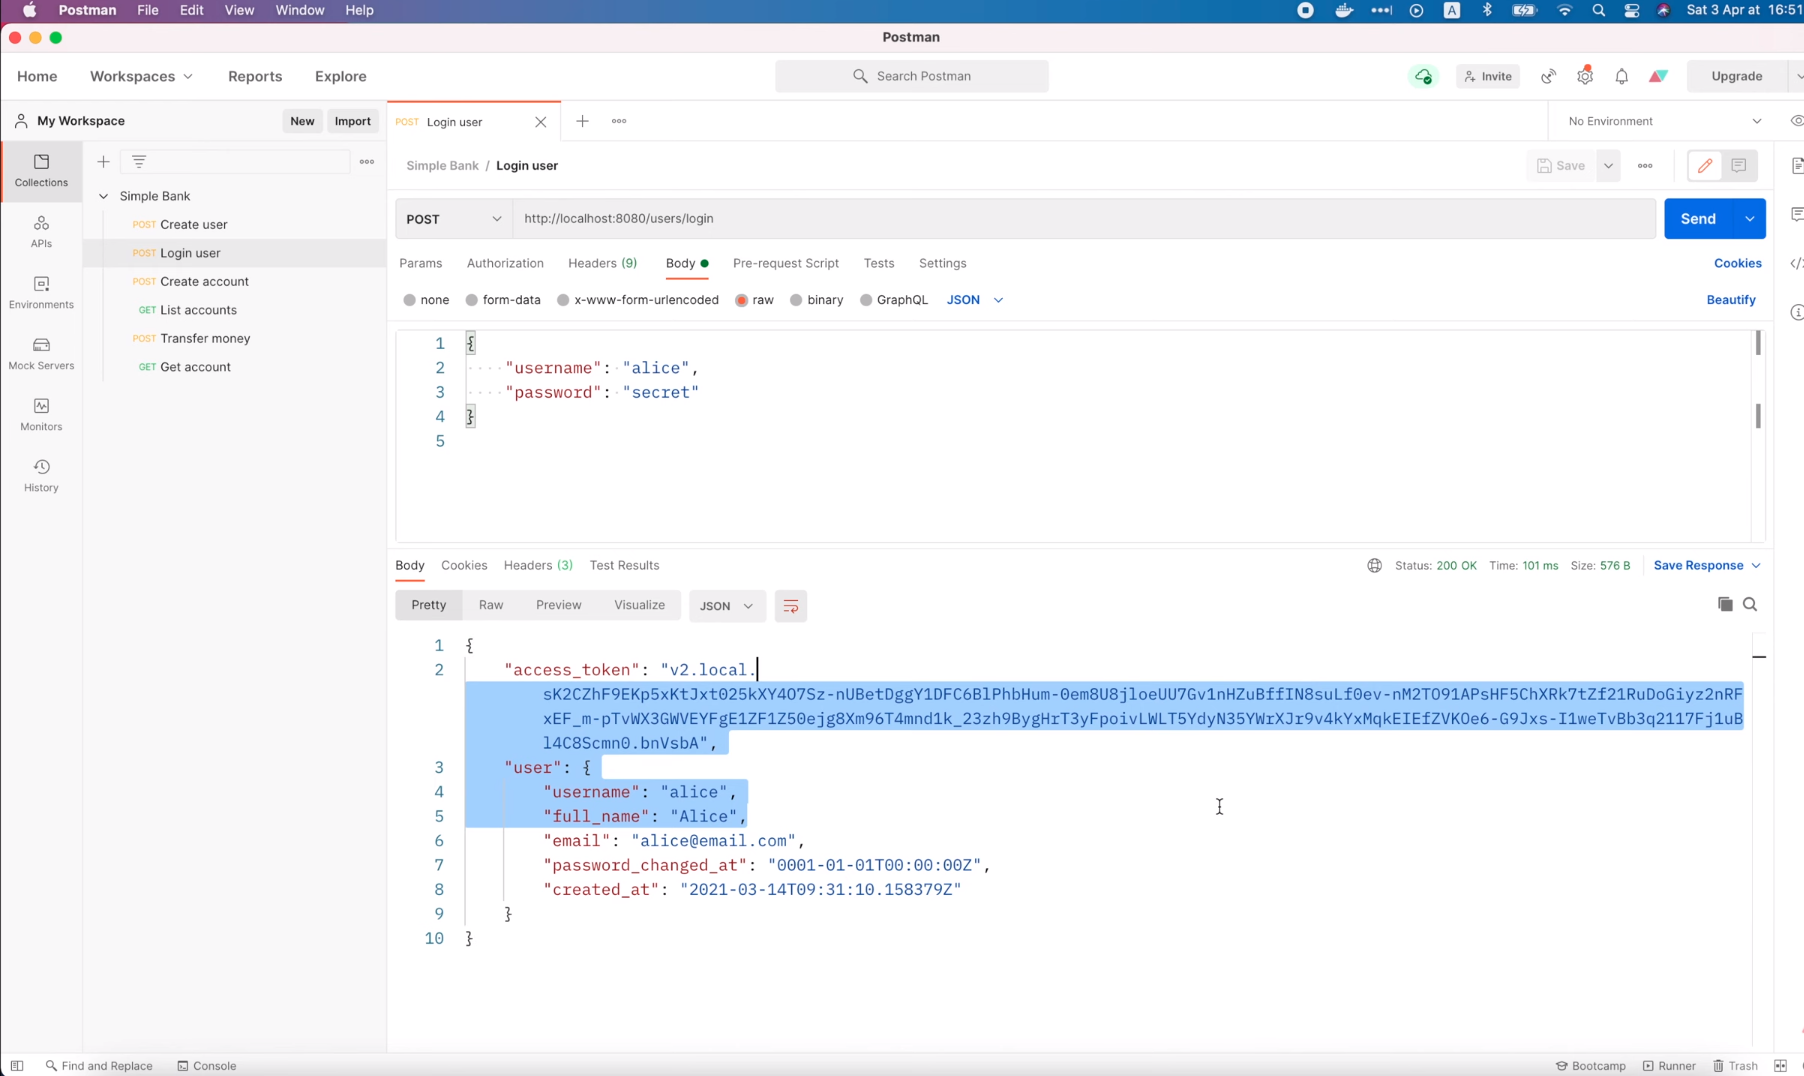 Postman File Edit View Window Help
A Sat 3 Apr at 16:51
Postman
Home Workspaces Reports Explore
Search Postman
Invite Upgrade
My Workspace New Import
POST Login user
No Environment
Collections
APIs
Environments
Mock Servers
Monitors
History
Simple Bank
POST Create user
POST Login user
POST Create account
GET List accounts
POST Transfer money
GET Get account
Simple Bank / Login user
Save
POST http://localhost:8080/users/login
Send
Params Authorization Headers (9) Body Pre-request Script Tests Settings Cookies
none form-data x-www-form-urlencoded raw binary GraphQL JSON Beautify
1 {
2 "username": "alice",
3 "password": "secret"
4 }
5
Body Cookies Headers (3) Test Results
Status: 200 OK Time: 101 ms Size: 576 B Save Response
Pretty Raw Preview Visualize JSON
1 {
2 "access_token": "v2.local.
sK2CZhF9EKp5xKtJxt025kXY4O7Sz-nUBetDggY1DFC6BlPhbHum-0em8U8jloeUU7Gv1nHZuBffIN8suLf0ev-nM2TO91APsHF5ChXRk7tZf21RuDoGiyz2nRF
xEF_m-pTvWX3GWVEYFgE1ZF1Z50ejg8Xm96T4mnd1k_23zh9BygHrT3yFpoivLWLT5YdyN35YWrXJr9v4kYxMqkEIEfZVKOe6-G9Jxs-I1weTvBb3q2117Fj1uB
l4C8Scmn0.bnVsbA",
3 "user": {
4 "username": "alice",
5 "full_name": "Alice",
6 "email": "alice@email.com",
7 "password_changed_at": "0001-01-01T00:00:00Z",
8 "created_at": "2021-03-14T09:31:10.158379Z"
9 }
10 }
Find and Replace Console
Bootcamp Runner Trash